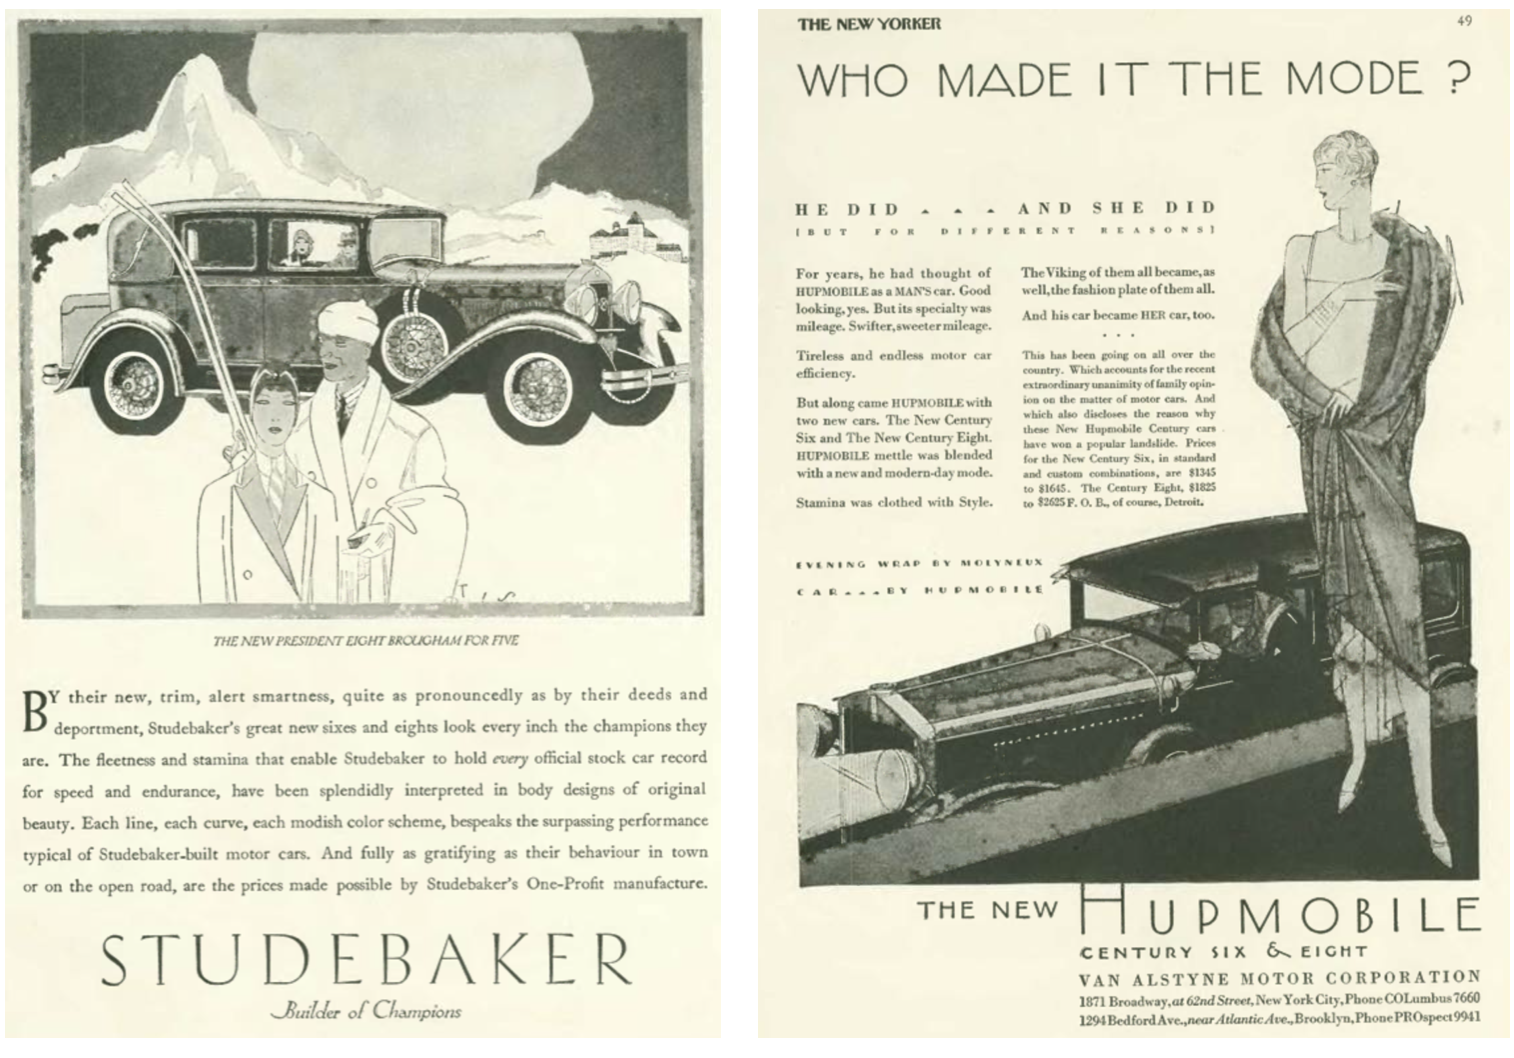 THE NEW PRESIDENT EIGHT BROUGHAM FOR FIVE
BY their new, trim, alert smartness, quite as pronouncedly as by their deeds and
deportment, Studebaker's great new sixes and eights look every inch the champions they
are. The fleetness and stamina that enable Studebaker to hold every official stock car record
for speed and endurance, have been splendidly interpreted in body designs of original
beauty. Each line, each curve, each modish color scheme, bespeaks the surpassing performance
typical of Studebaker-built motor cars. And fully as gratifying as their behaviour in town
or on the open road, are the prices made possible by Studebaker's One-Profit manufacture.
STUDEBAKER
Builder of Champions
THE NEW YORKER
49
WHO MADE IT THE MODE ?
HE DID . . . AND SHE DID
[BUT FOR DIFFERENT REASONS]
For years, he had thought of
HUPMOBILE as a MAN'S car. Good
looking, yes. But its specialty was
mileage. Swifter, sweeter mileage.
Tireless and endless motor car
efficiency.
But along came HUPMOBILE with
two new cars. The New Century
Six and The New Century Eight.
HUPMOBILE mettle was blended
with a new and modern-day mode.
Stamina was clothed with Style.
The Viking of them all became, as
well, the fashion plate of them all.
And his car became HER car, too.
. . .
This has been going on all over the
country. Which accounts for the recent
extraordinary unanimity of family opin-
ion on the matter of motor cars. And
which also discloses the reason why
these New Hupmobile Century cars
have won a popular landslide. Prices
for the New Century Six, in standard
and custom combinations, are $1345
to $1645. The Century Eight, $1825
to $2625 F. O. B., of course, Detroit.
EVENING WRAP BY MOLYNEUX
CAR . . . BY HUPMOBILE
THE NEW HUPMOBILE
CENTURY SIX & EIGHT
VAN ALSTYNE MOTOR CORPORATION
1871 Broadway, at 62nd Street, New York City, Phone COLumbus 7660
1294 Bedford Ave., near Atlantic Ave., Brooklyn, Phone PROspect 9941